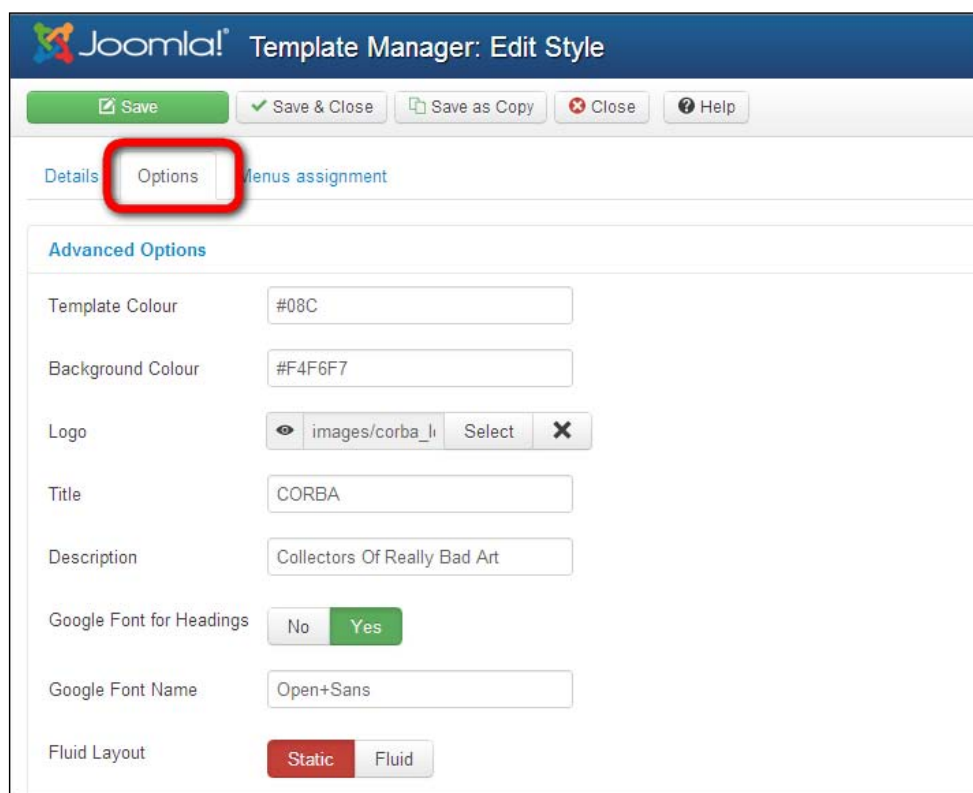 Joomla!® Template Manager: Edit Style
Save Save & Close Save as Copy Close Help
Details Options Menus assignment
Advanced Options
Template Colour #08C
Background Colour #F4F6F7
Logo images/corba_l Select
Title CORBA
Description Collectors Of Really Bad Art
Google Font for Headings No Yes
Google Font Name Open+Sans
Fluid Layout Static Fluid